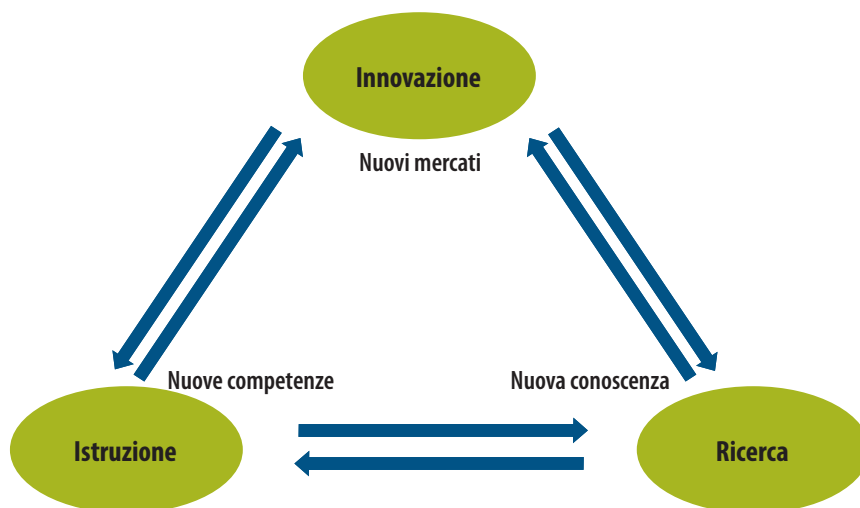 Innovazione
Nuovi mercati
Nuove competenze
Nuova conoscenza
Istruzione
Ricerca